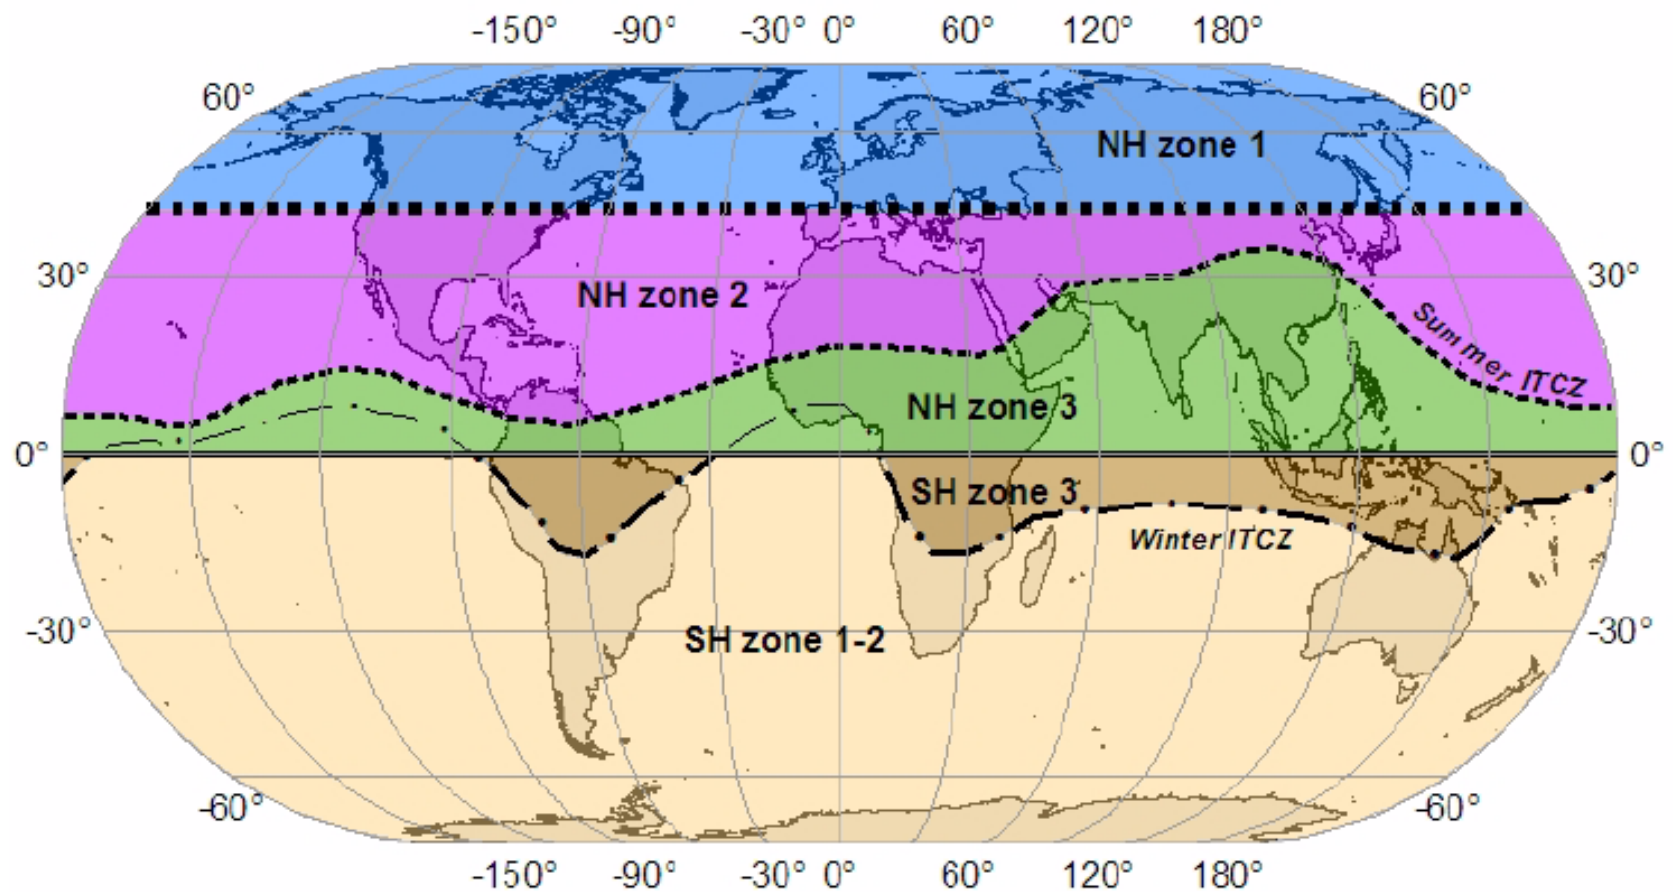 -150° -90° -30° 0° 60° 120° 180°
60° 60°
NH zone 1
30° 30°
NH zone 2
Summer ITCZ
NH zone 3
0° 0°
SH zone 3
Winter ITCZ
-30° -30°
SH zone 1-2
-60° -60°
-150° -90° -30° 0° 60° 120° 180°